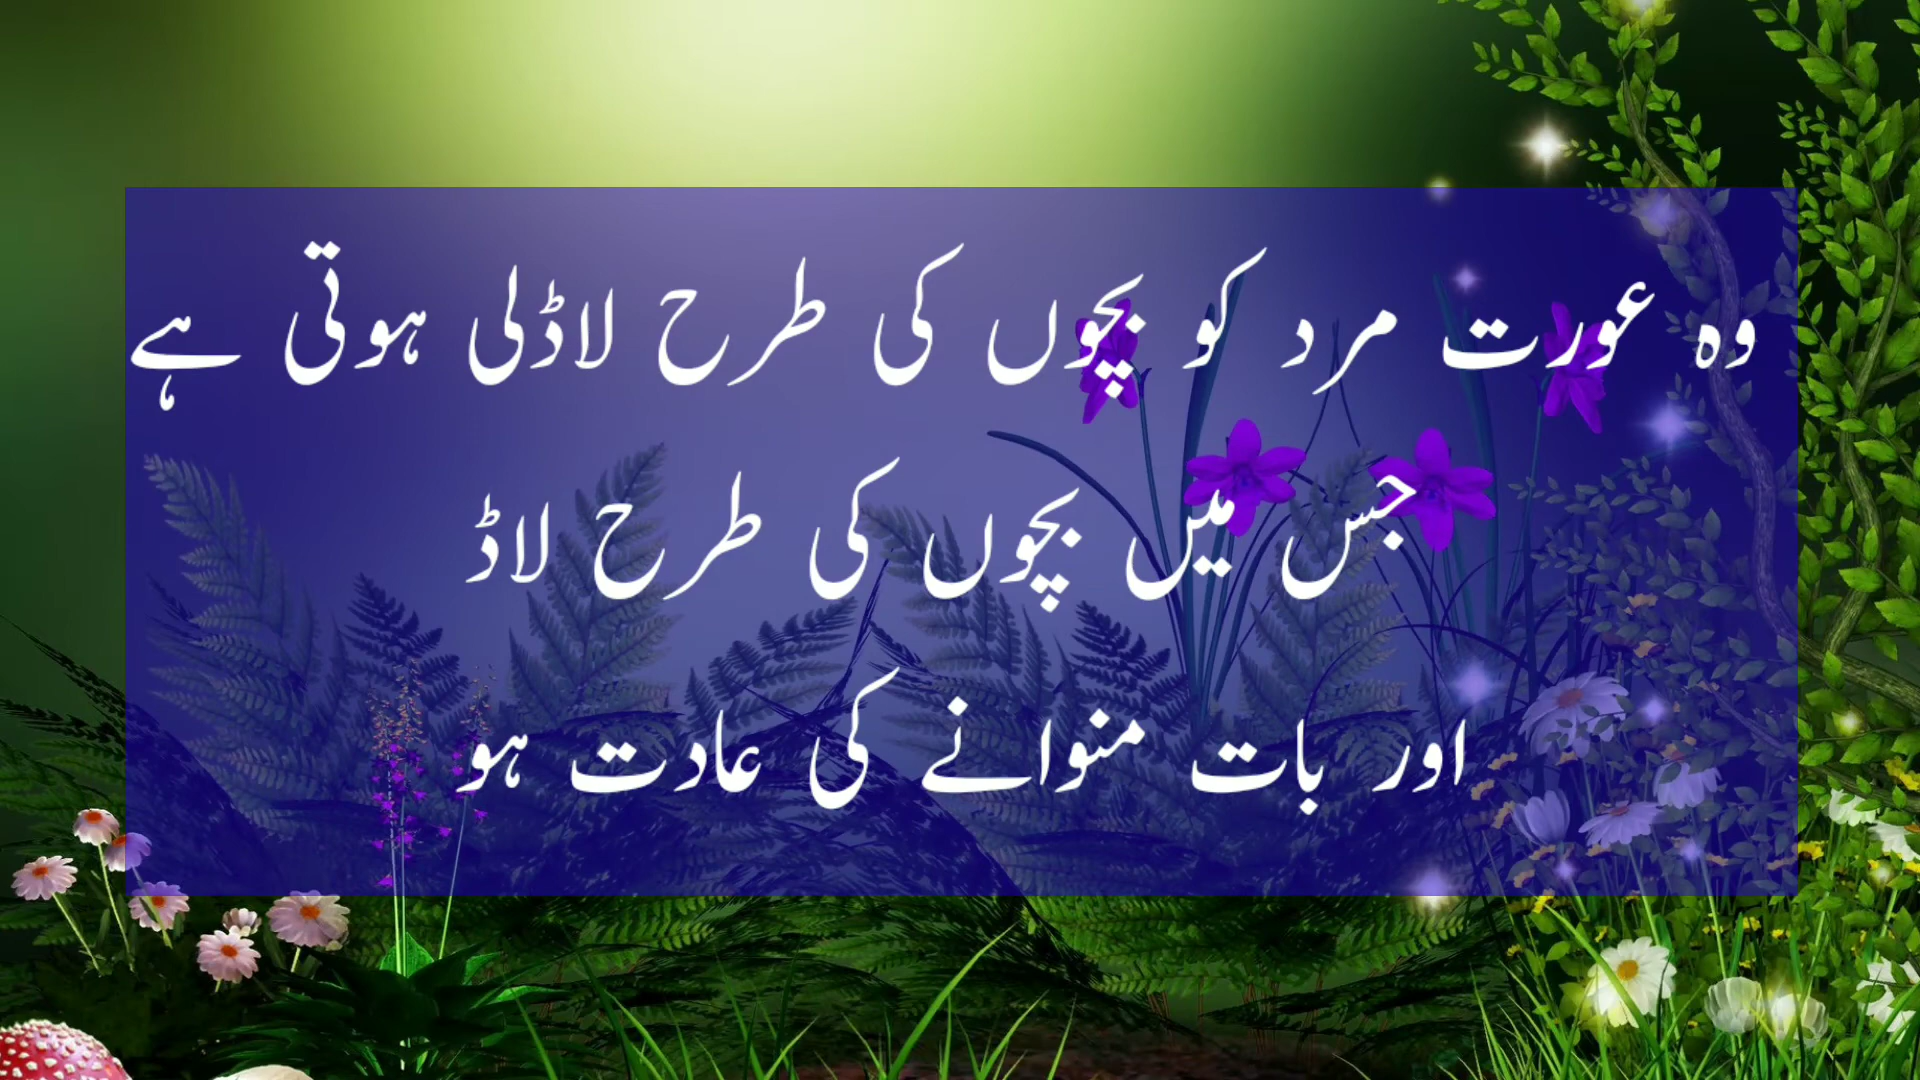 وہ عورت مرد کو بچوں کی طرح لاڈلی ہوتی ہے
جس میں بچوں کی طرح لاڈ
اور بات منوانے کی عادت ہو